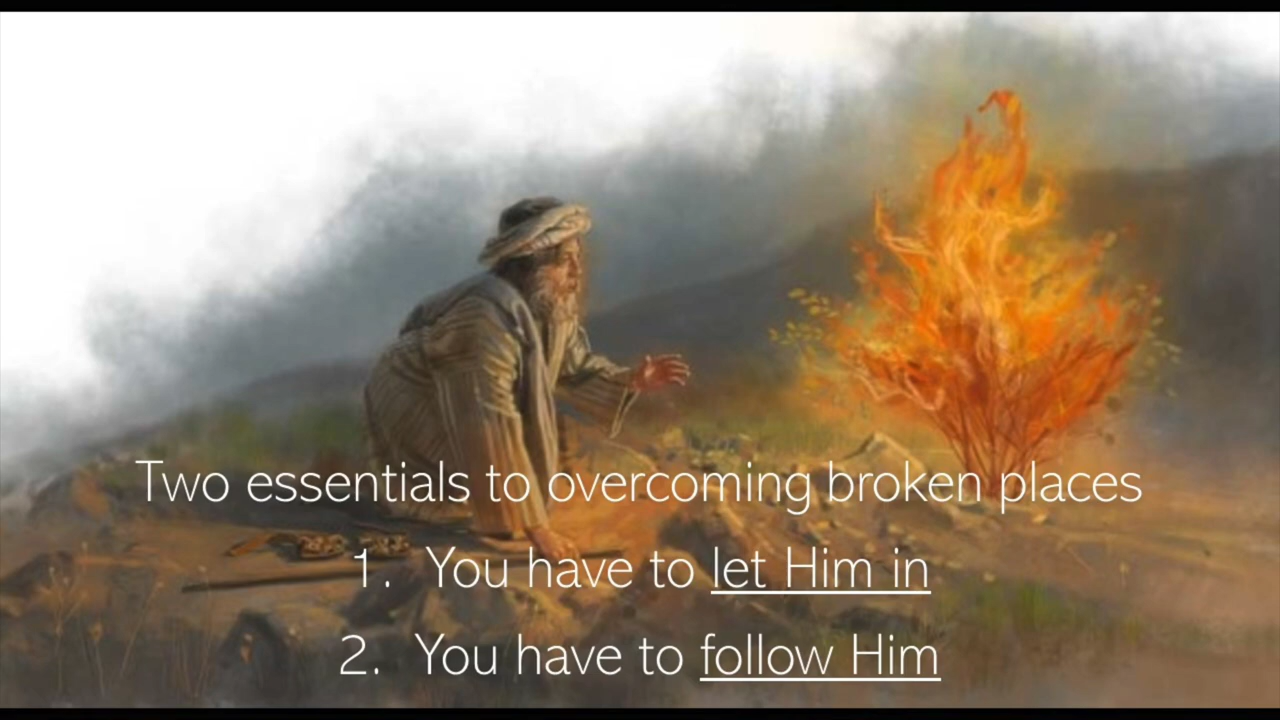 Two essentials to overcoming broken places
1. You have to let Him in
2. You have to follow Him